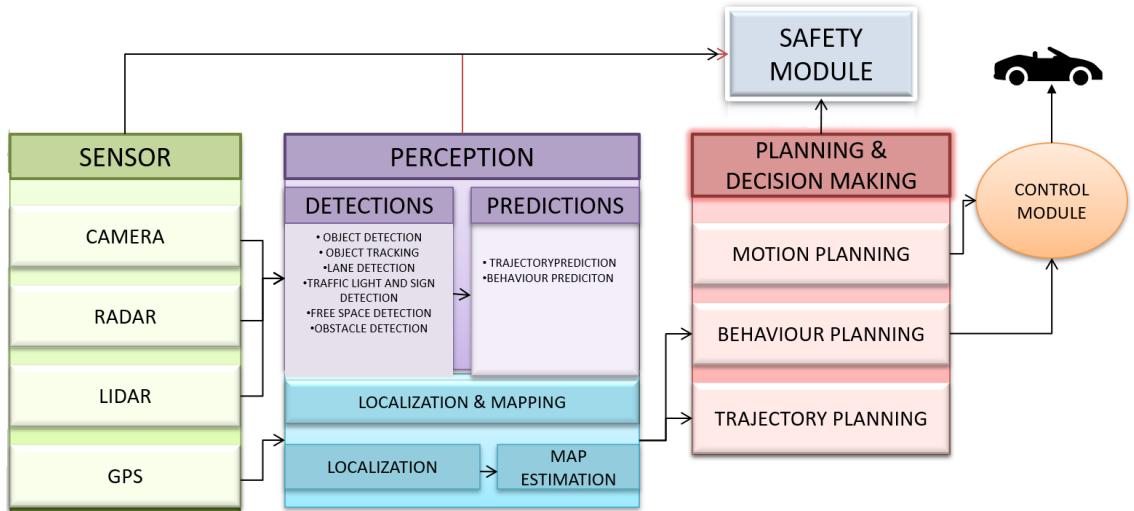 SAFETY
MODULE
SENSOR
CAMERA
RADAR
LIDAR
GPS
PERCEPTION
DETECTIONS
• OBJECT DETECTION
• OBJECT TRACKING
•LANE DETECTION
•TRAFFIC LIGHT AND SIGN
DETECTION
•FREE SPACE DETECTION
•OBSTACLE DETECTION
PREDICTIONS
• TRAJECTORYPREDICTION
•BEHAVIOUR PREDICITON
LOCALIZATION & MAPPING
LOCALIZATION
MAP
ESTIMATION
PLANNING &
DECISION MAKING
MOTION PLANNING
BEHAVIOUR PLANNING
TRAJECTORY PLANNING
CONTROL
MODULE